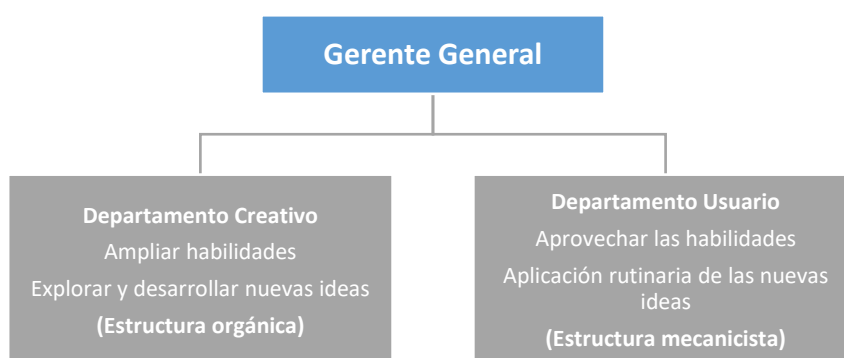 Gerente General
Departamento Creativo
Ampliar habilidades
Explorar y desarrollar nuevas ideas
(Estructura orgánica)
Departamento Usuario
Aprovechar las habilidades
Aplicación rutinaria de las nuevas
ideas
(Estructura mecanicista)